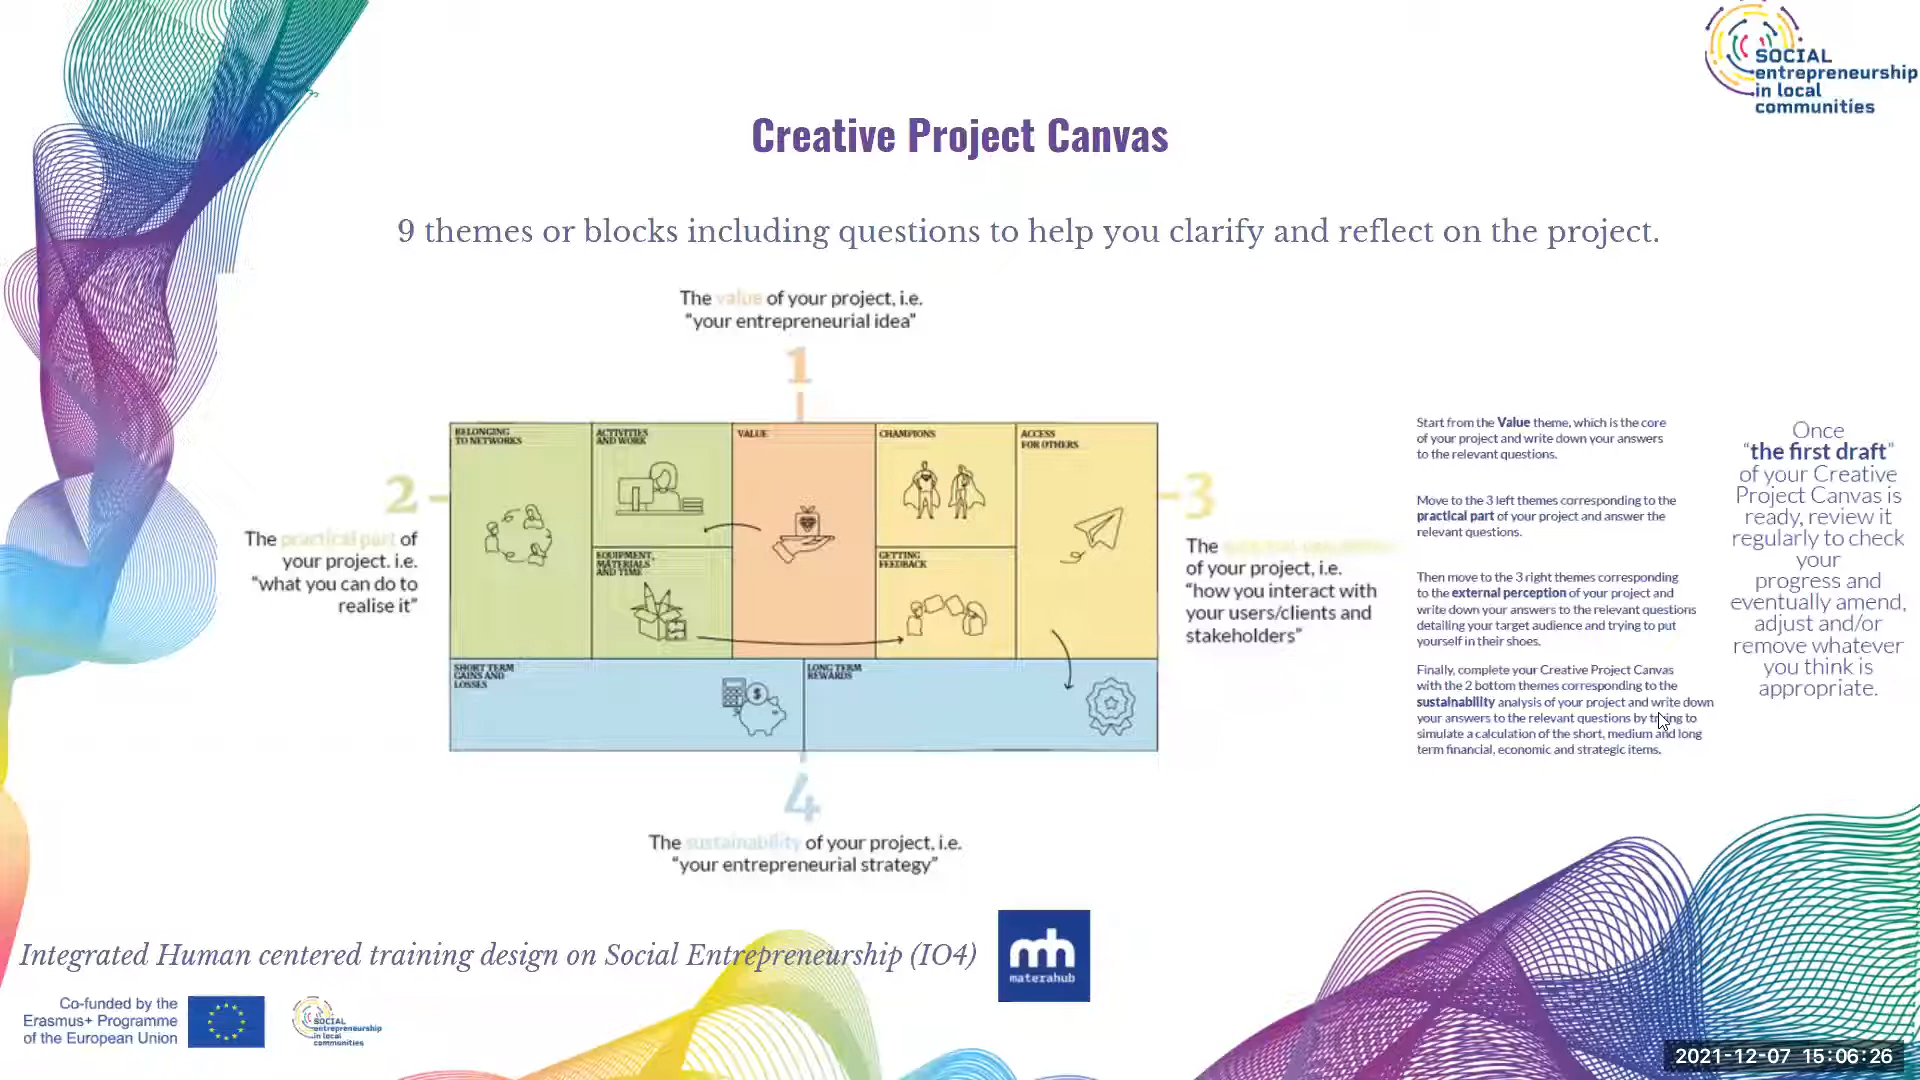 SOCIAL
entrepreneurship
in local
communities
Creative Project Canvas
9 themes or blocks including questions to help you clarify and reflect on the project.
The value of your project, i.e.
"your entrepreneurial idea"
1
2
The practical part of
your project. i.e.
"what you can do to
realise it"
BELONGING
TO NETWORKS
ACTIVITIES
AND WORK
EQUIPMENT,
MATERIALS
AND TIME
VALUE
CHAMPIONS
GETTING
FEEDBACK
ACCESS
FOR OTHERS
SHORT TERM
GAINS AND
LOSSES
LONG TERM
REWARDS
3
The
of your project, i.e.
"how you interact with
your users/clients and
stakeholders"
4
The sustainability of your project, i.e.
"your entrepreneurial strategy"
Start from the Value theme, which is the core
of your project and write down your answers
to the relevant questions.
Move to the 3 left themes corresponding to the
practical part of your project and answer the
relevant questions.
Then move to the 3 right themes corresponding
to the external perception of your project and
write down your answers to the relevant questions
detailing your target audience and trying to put
yourself in their shoes.
Finally, complete your Creative Project Canvas
with the 2 bottom themes corresponding to the
sustainability analysis of your project and write down
your answers to the relevant questions by trying to
simulate a calculation of the short, medium and long
term financial, economic and strategic items.
Once
"the first draft"
of your Creative
Project Canvas is
ready, review it
regularly to check
your
progress and
eventually amend,
adjust and/or
remove whatever
you think is
appropriate.
Integrated Human centered training design on Social Entrepreneurship (IO4)
mh
materahub
Co-funded by the
Erasmus+ Programme
of the European Union
SOCIAL
entrepreneurship
in local
communities
2021-12-07 15:06:26